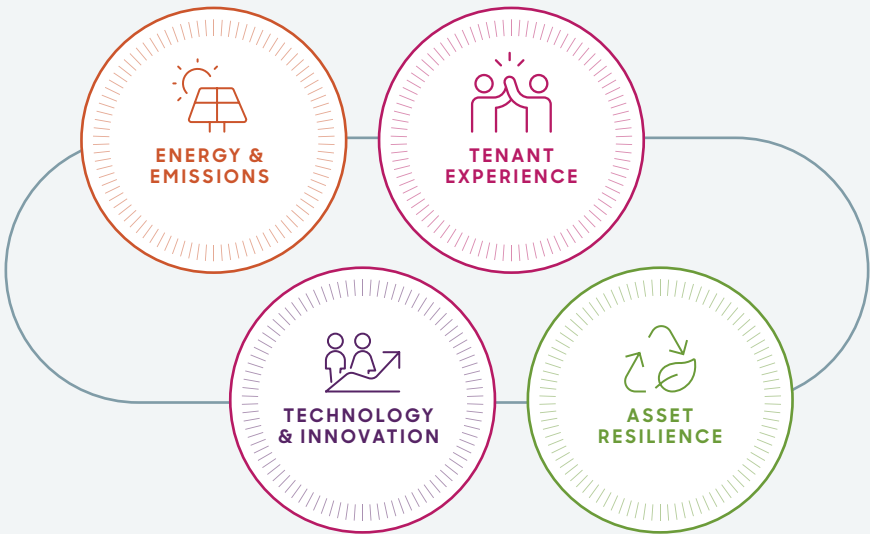 ENERGY &
EMISSIONS
TENANT
EXPERIENCE
TECHNOLOGY
& INNOVATION
ASSET
RESILIENCE